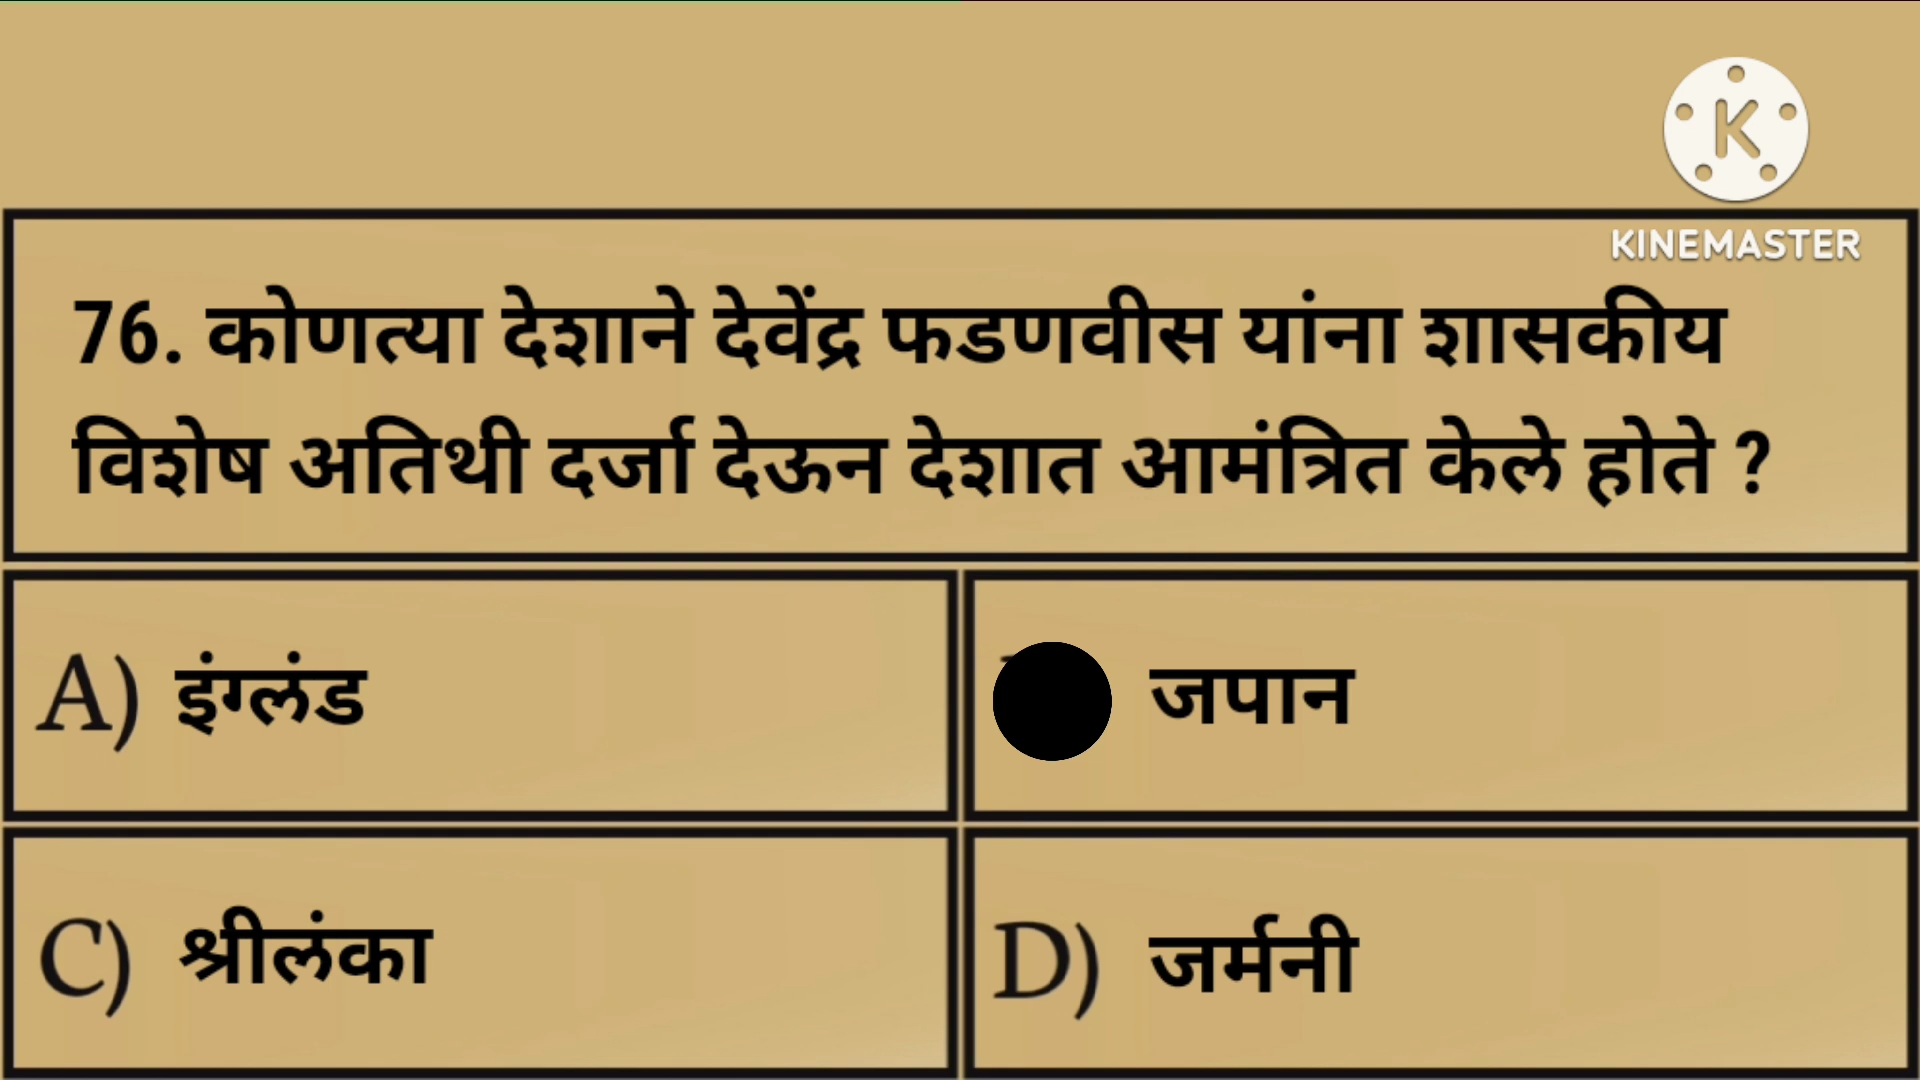 K
KINEMASTER
76. कोणत्या देशाने देवेंद्र फडणवीस यांना शासकीय
विशेष अतिथी दर्जा देऊन देशात आमंत्रित केले होते ?
A) इंग्लंड
जपान
C) श्रीलंका
D) जर्मनी